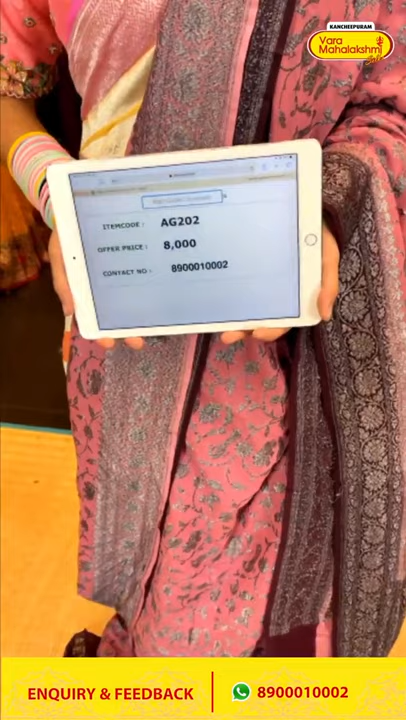 KANCHEEPURAM
Vara
Mahalakshmi
ITEMCODE : AG202
OFFER PRICE : 8,000
CONTACT NO : 8900010002
ENQUIRY & FEEDBACK 8900010002